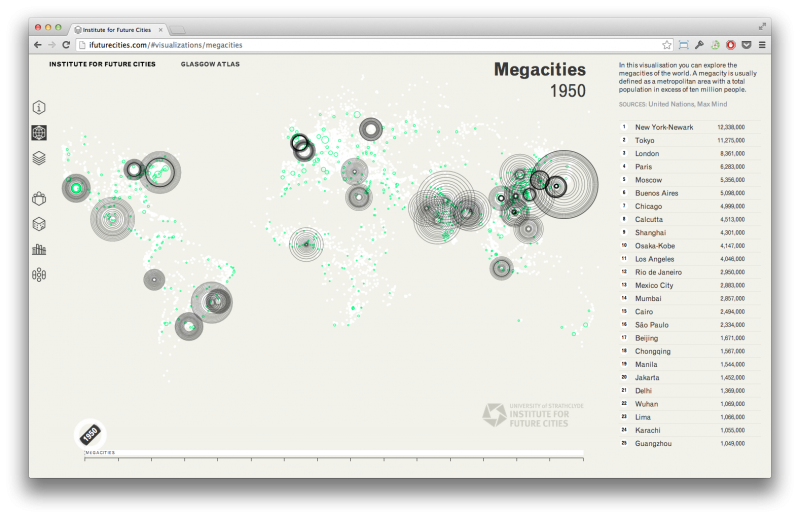 Institute for Future Cities
ifuturecities.com/#visualizations/megacities
INSTITUTE FOR FUTURE CITIES
GLASGOW ATLAS
Megacities
1950
In this visualisation you can explore the
megacities of the world. A megacity is usually
defined as a metropolitan area with a total
population in excess of ten million people.
SOURCES: United Nations, Max Mind
1 New York-Newark 12,338,000
2 Tokyo 11,275,000
3 London 8,361,000
4 Paris 6,283,000
5 Moscow 5,356,000
6 Buenos Aires 5,098,000
7 Chicago 4,999,000
8 Calcutta 4,513,000
9 Shanghai 4,301,000
10 Osaka-Kobe 4,147,000
11 Los Angeles 4,046,000
12 Rio de Janeiro 2,950,000
13 Mexico City 2,883,000
14 Mumbai 2,857,000
15 Cairo 2,494,000
16 São Paulo 2,334,000
17 Beijing 1,671,000
18 Chongqing 1,567,000
19 Manila 1,544,000
20 Jakarta 1,452,000
21 Delhi 1,369,000
22 Wuhan 1,069,000
23 Lima 1,066,000
24 Karachi 1,055,000
25 Guangzhou 1,049,000
UNIVERSITY OF STRATHCLYDE
INSTITUTE FOR
FUTURE CITIES
1950
MEGACITIES